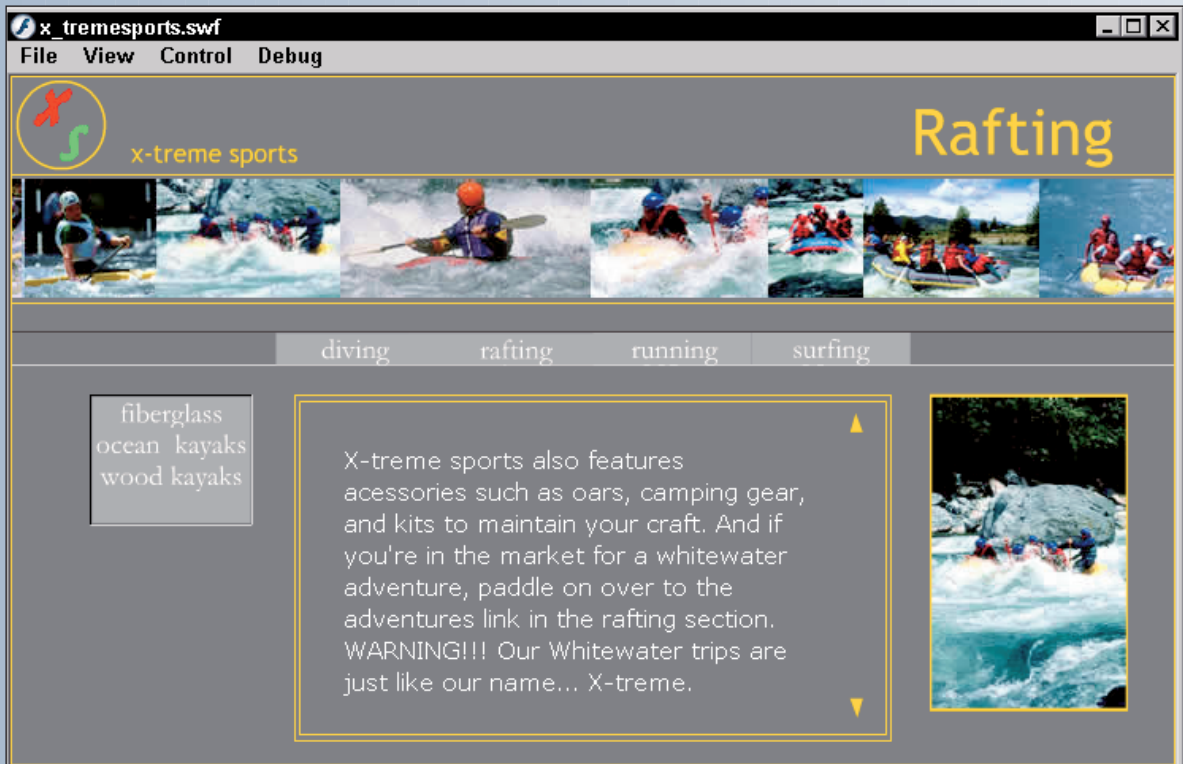 x_tremesports.swf
File View Control Debug
XS
x-treme sports
Rafting
diving rafting running surfing
fiberglass
ocean kayaks
wood kayaks
X-treme sports also features
acessories such as oars, camping gear,
and kits to maintain your craft. And if
you're in the market for a whitewater
adventure, paddle on over to the
adventures link in the rafting section.
WARNING!!! Our Whitewater trips are
just like our name... X-treme.